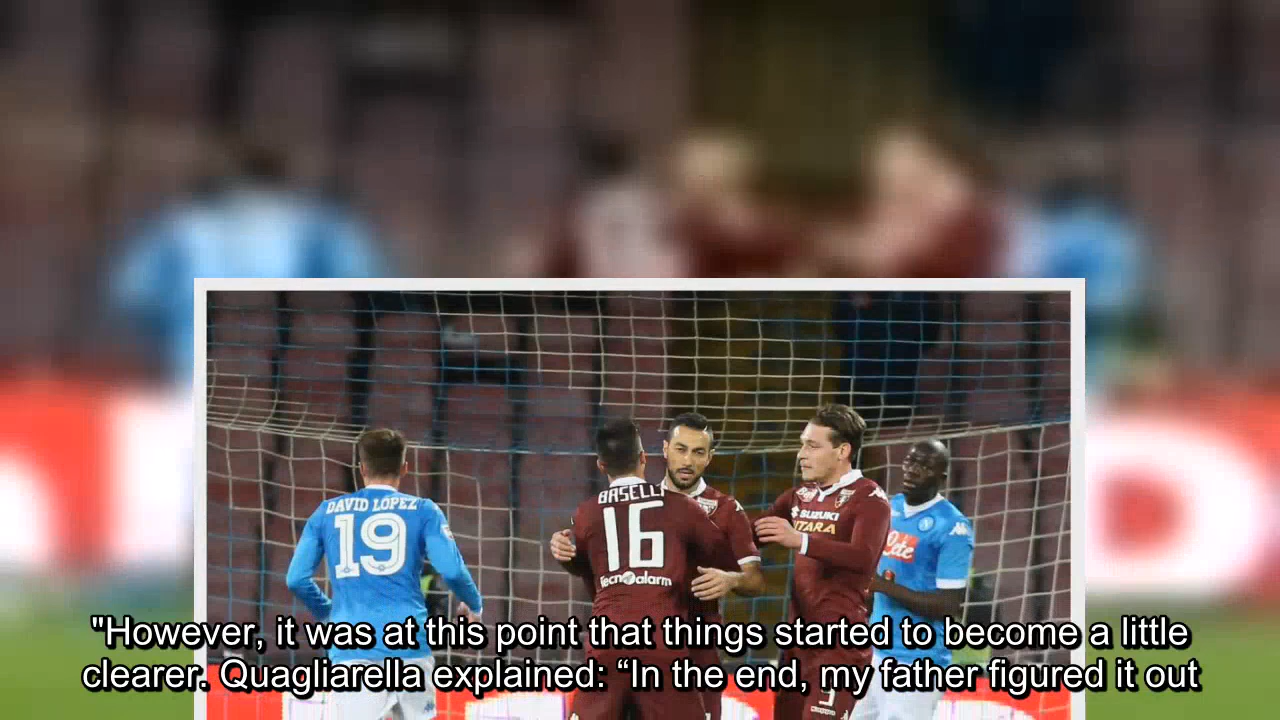 DAVID LOPEZ
19
BASELLI
16
Tecnoalarm
SUZUKI
VITARA
Lete
"However, it was at this point that things started to become a little
clearer. Quagliarella explained: “In the end, my father figured it out